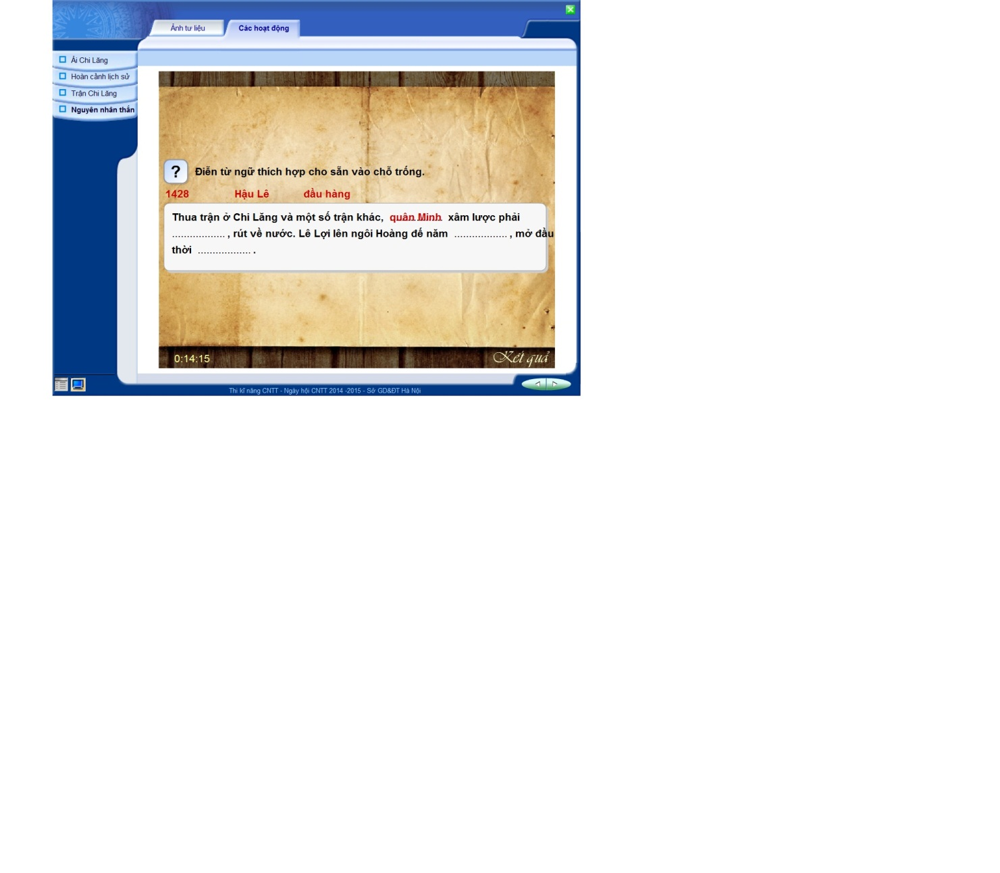 Ảnh tư liệu
Các hoạt động
Ải Chi Lăng
Hoàn cảnh lịch sử
Trận Chi Lăng
Nguyên nhân thắn
? Điền từ ngữ thích hợp cho sẵn vào chỗ trống.
1428 Hậu Lê đầu hàng
Thua trận ở Chi Lăng và một số trận khác, quân Minh xâm lược phải
.................. , rút về nước. Lê Lợi lên ngôi Hoàng đế năm .................. , mở đầu
thời .................. .
0:14:15
Kết quả
Thi kĩ năng CNTT - Ngày hội CNTT 2014 -2015 - Sở GD&ĐT Hà Nội